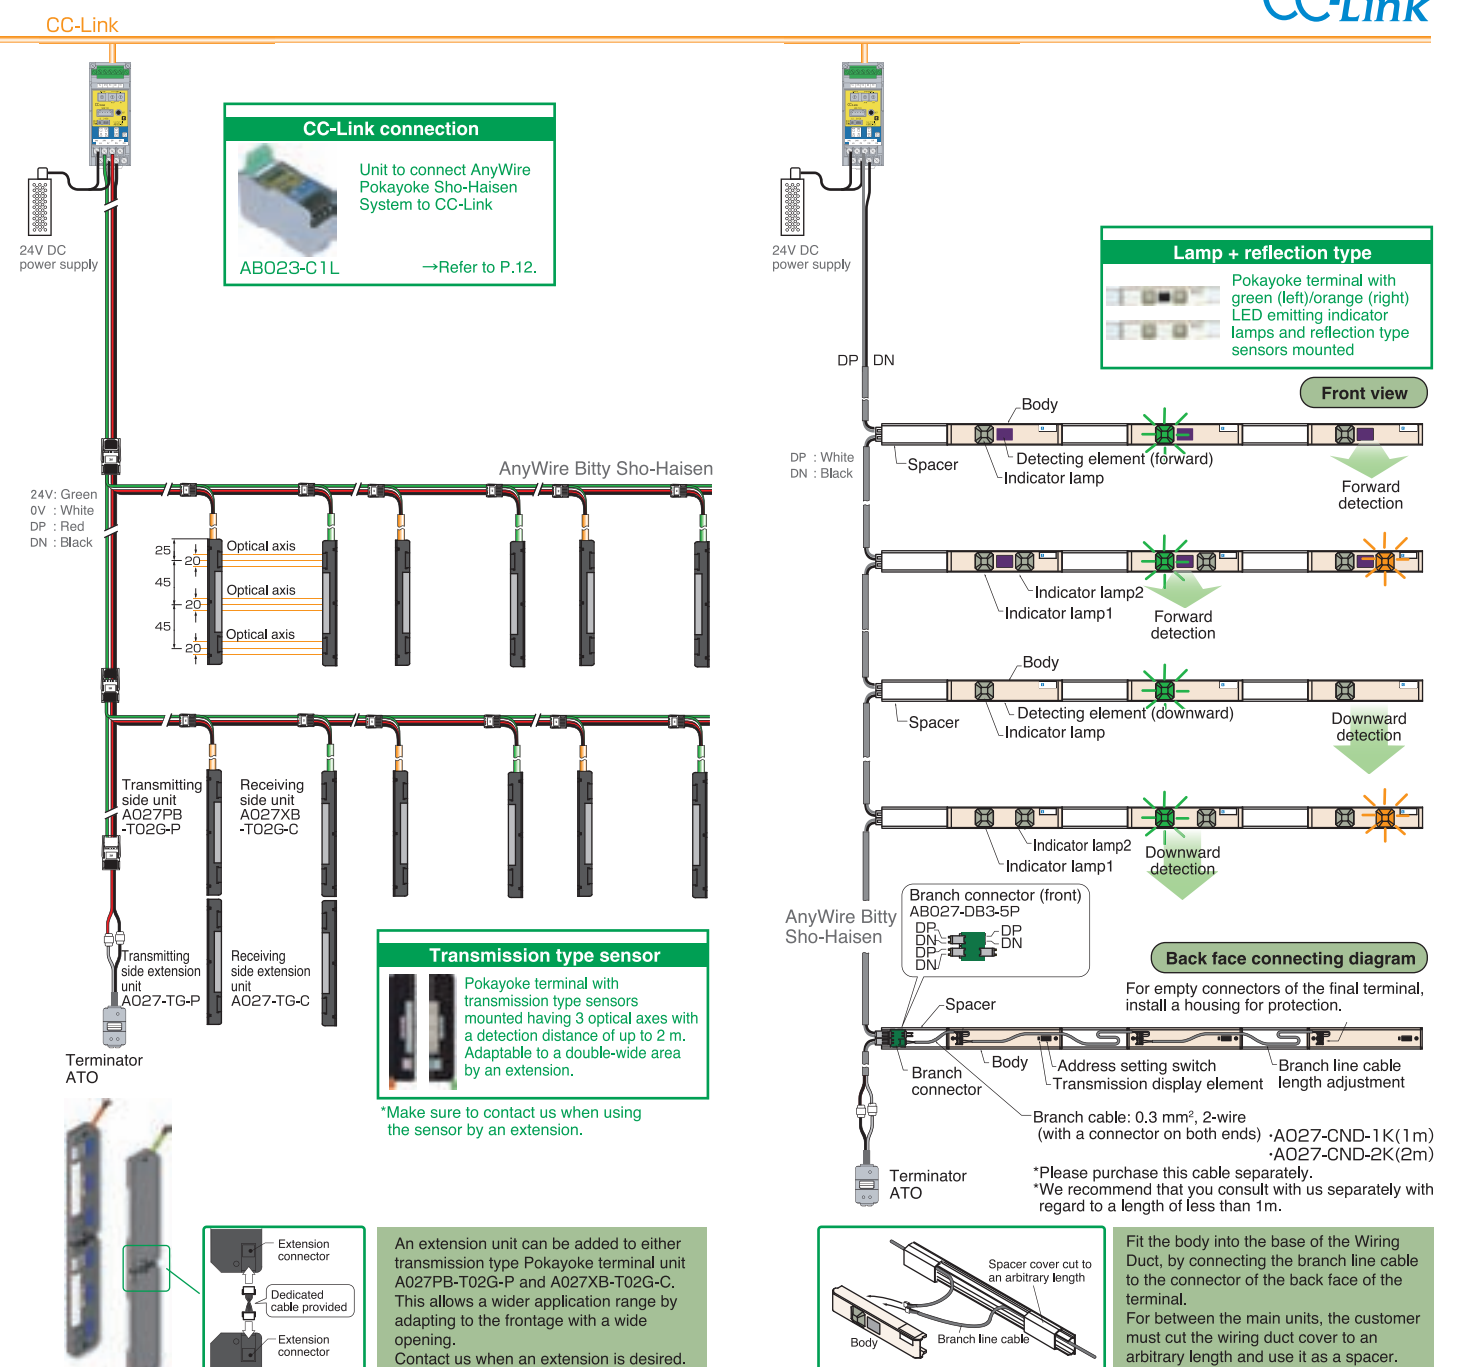 CC-Link
CC-Link
CC-Link connection
Unit to connect AnyWire
Pokayoke Sho-Haisen
System to CC-Link
AB023-C1L
→Refer to P.12.
24V DC
power supply
24V: Green
0V : White
DP : Red
DN : Black
AnyWire Bitty Sho-Haisen
25
20
45
20
45
20
Optical axis
Optical axis
Optical axis
Transmitting
side unit
A027PB
-T02G-P
Receiving
side unit
A027XB
-T02G-C
Transmitting
side extension
unit
A027-TG-P
Receiving
side extension
unit
A027-TG-C
Terminator
ATO
Transmission type sensor
Pokayoke terminal with
transmission type sensors
mounted having 3 optical axes with
a detection distance of up to 2 m.
Adaptable to a double-wide area
by an extension.
*Make sure to contact us when using
the sensor by an extension.
Extension
connector
Dedicated
cable provided
Extension
connector
An extension unit can be added to either
transmission type Pokayoke terminal unit
A027PB-T02G-P and A027XB-T02G-C.
This allows a wider application range by
adapting to the frontage with a wide
opening.
Contact us when an extension is desired.
24V DC
power supply
Lamp + reflection type
Pokayoke terminal with
green (left)/orange (right)
LED emitting indicator
lamps and reflection type
sensors mounted
DP DN
Front view
DP : White
DN : Black
Body
Spacer
Detecting element (forward)
Indicator lamp
Forward
detection
Indicator lamp2
Indicator lamp1
Forward
detection
Body
Spacer
Detecting element (downward)
Indicator lamp
Downward
detection
Indicator lamp2
Indicator lamp1
Downward
detection
AnyWire Bitty
Sho-Haisen
Branch connector (front)
AB027-DB3-5P
DP
DN
DP
DN
DP
DN
Back face connecting diagram
For empty connectors of the final terminal,
install a housing for protection.
Spacer
Branch
connector
Body
Address setting switch
Transmission display element
Branch line cable
length adjustment
Branch cable: 0.3 mm², 2-wire
(with a connector on both ends)
·A027-CND-1K(1m)
·A027-CND-2K(2m)
*Please purchase this cable separately.
*We recommend that you consult with us separately with
regard to a length of less than 1m.
Terminator
ATO
Spacer cover cut to
an arbitrary length
Body
Branch line cable
Fit the body into the base of the Wiring
Duct, by connecting the branch line cable
to the connector of the back face of the
terminal.
For between the main units, the customer
must cut the wiring duct cover to an
arbitrary length and use it as a spacer.